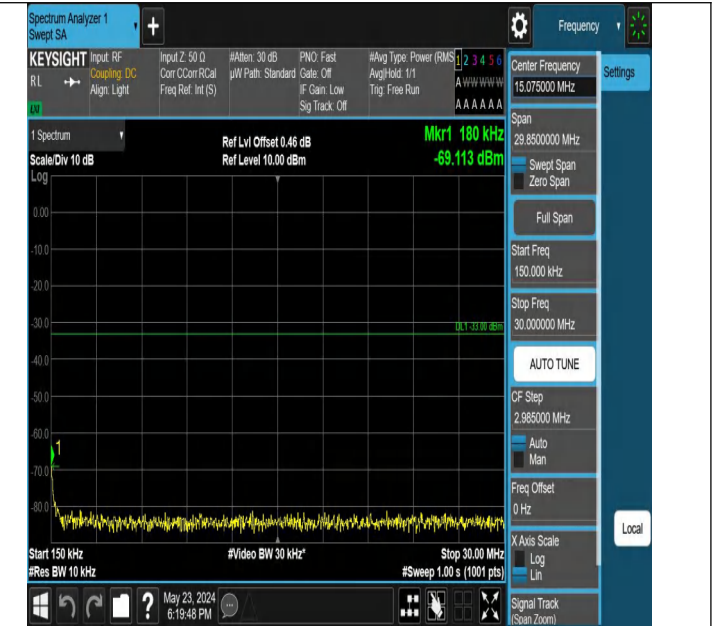 Spectrum Analyzer 1
Swept SA
+
Frequency
KEYSIGHT
RL
LXI
Input: RF
Coupling: DC
Align: Light
Input Z: 50 Ω
Corr CCorr RCal
Freq Ref: Int (S)
#Atten: 30 dB
µW Path: Standard
PNO: Fast
Gate: Off
IF Gain: Low
Sig Track: Off
#Avg Type: Power (RMS
Avg|Hold: 1/1
Trig: Free Run
1 2 3 4 5 6
A W W W W W
A A A A A A
Center Frequency
15.075000 MHz
Settings
Span
29.8500000 MHz
Swept Span
Zero Span
Full Span
Start Freq
150.000 kHz
Stop Freq
30.000000 MHz
AUTO TUNE
CF Step
2.985000 MHz
Auto
Man
Freq Offset
0 Hz
X Axis Scale
Log
Lin
Signal Track
(Span Zoom)
Local
1 Spectrum
Scale/Div 10 dB
Log
Ref Lvl Offset 0.46 dB
Ref Level 10.00 dBm
Mkr1 180 kHz
-69.113 dBm
0.00
-10.0
-20.0
-30.0
DL1 -33.00 dBm
-40.0
-50.0
-60.0
1
-70.0
-80.0
Start 150 kHz
#Res BW 10 kHz
#Video BW 30 kHz*
Stop 30.00 MHz
#Sweep 1.00 s (1001 pts)
?
May 23, 2024
6:19:48 PM